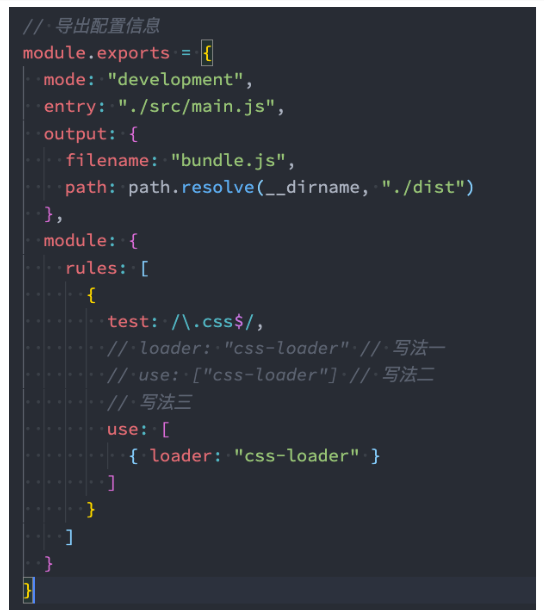 // 导出配置信息
module.exports = {
  mode: "development",
  entry: "./src/main.js",
  output: {
    filename: "bundle.js",
    path: path.resolve(__dirname, "./dist")
  },
  module: {
    rules: [
      {
        test: /\.css$/,
        // loader: "css-loader" // 写法一
        // use: ["css-loader"] // 写法二
        // 写法三
        use: [
          { loader: "css-loader" }
        ]
      }
    ]
  }
}